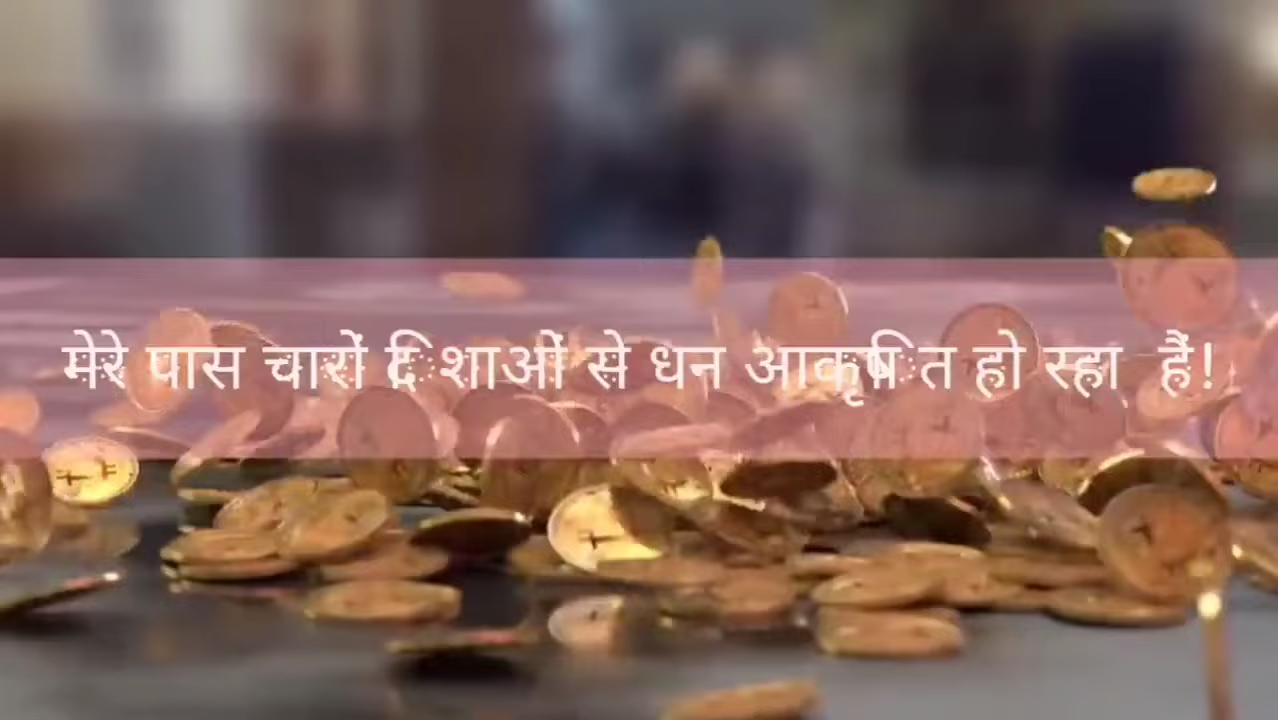 मेरे पास चारों दिशाओं से धन आकृषित हो रहा हैं!